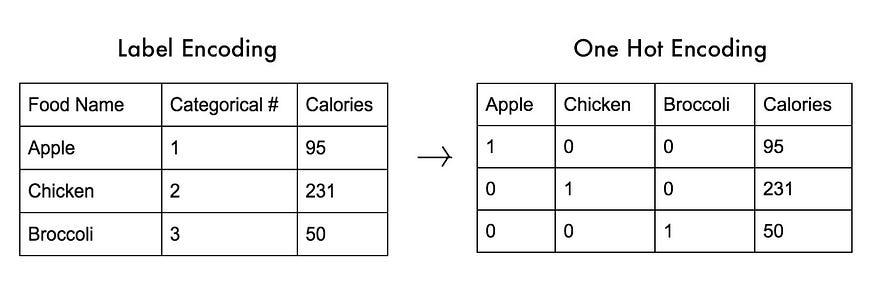 Label Encoding
Food Name Categorical # Calories
Apple 1 95
Chicken 2 231
Broccoli 3 50
→
One Hot Encoding
Apple Chicken Broccoli Calories
1 0 0 95
0 1 0 231
0 0 1 50